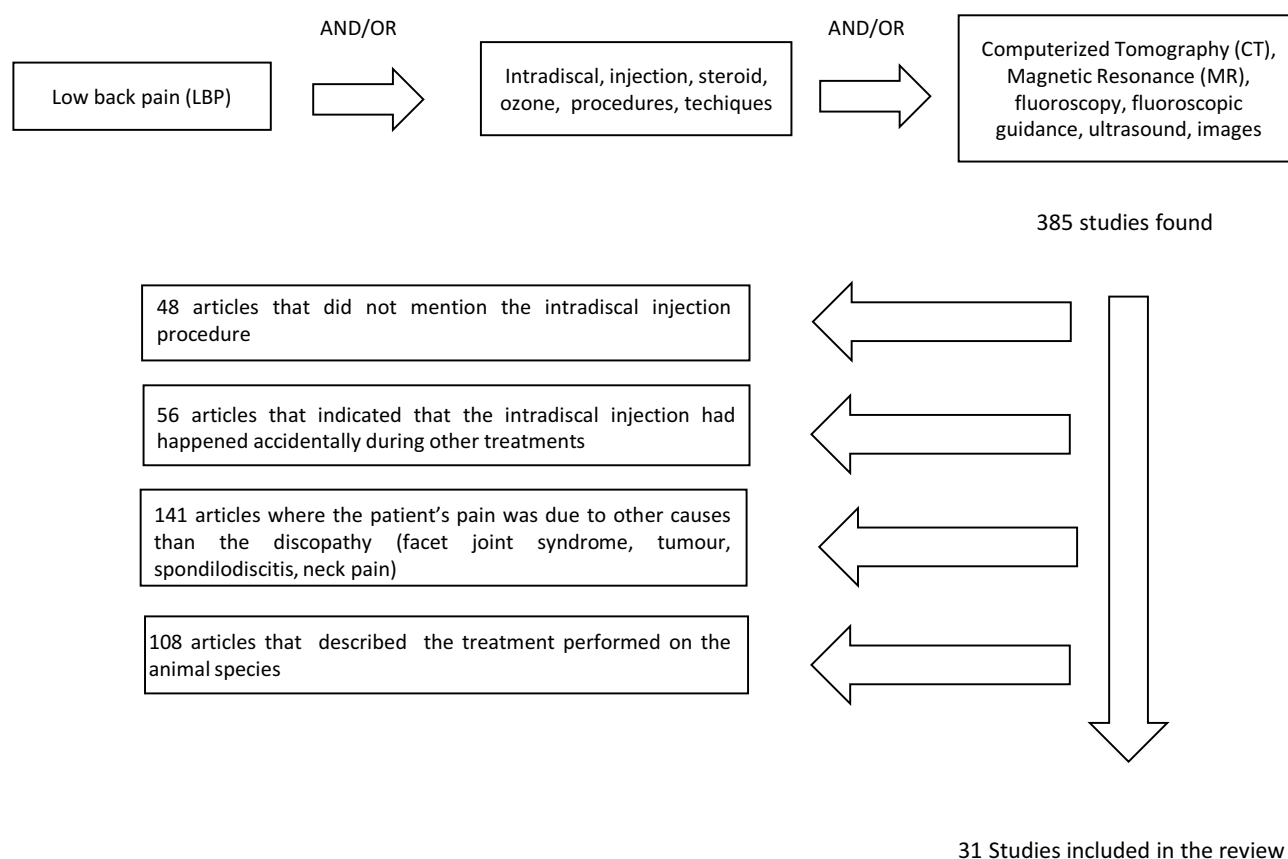 AND/OR
AND/OR
Low back pain (LBP)
Intradiscal, injection, steroid,
ozone, procedures, techiques
Computerized Tomography (CT),
Magnetic Resonance (MR),
fluoroscopy, fluoroscopic
guidance, ultrasound, images
385 studies found
48 articles that did not mention the intradiscal injection
procedure
56 articles that indicated that the intradiscal injection had
happened accidentally during other treatments
141 articles where the patient's pain was due to other causes
than the discopathy (facet joint syndrome, tumour,
spondilodiscitis, neck pain)
108 articles that described the treatment performed on the
animal species
31 Studies included in the review